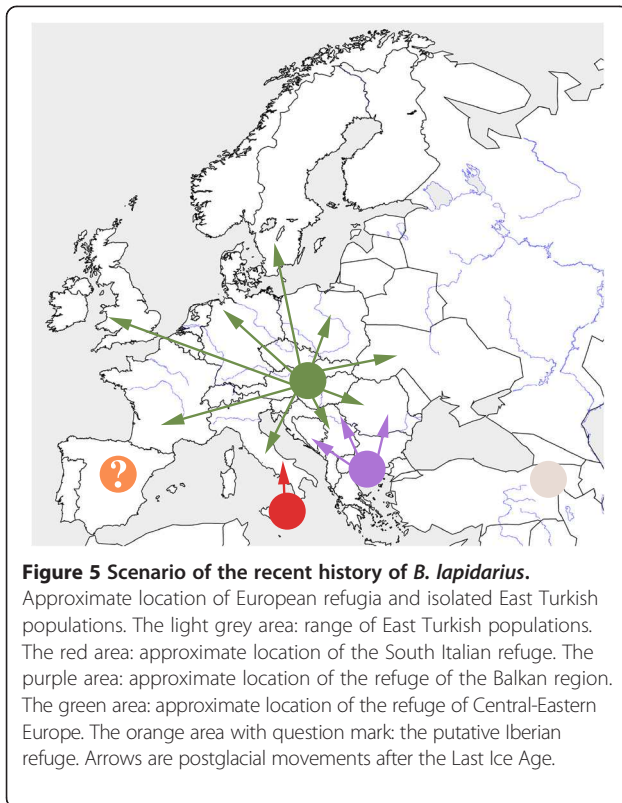 ?
Figure 5 Scenario of the recent history of B. lapidarius.
Approximate location of European refugia and isolated East Turkish
populations. The light grey area: range of East Turkish populations.
The red area: approximate location of the South Italian refuge. The
purple area: approximate location of the refuge of the Balkan region.
The green area: approximate location of the refuge of Central-Eastern
Europe. The orange area with question mark: the putative Iberian
refuge. Arrows are postglacial movements after the Last Ice Age.